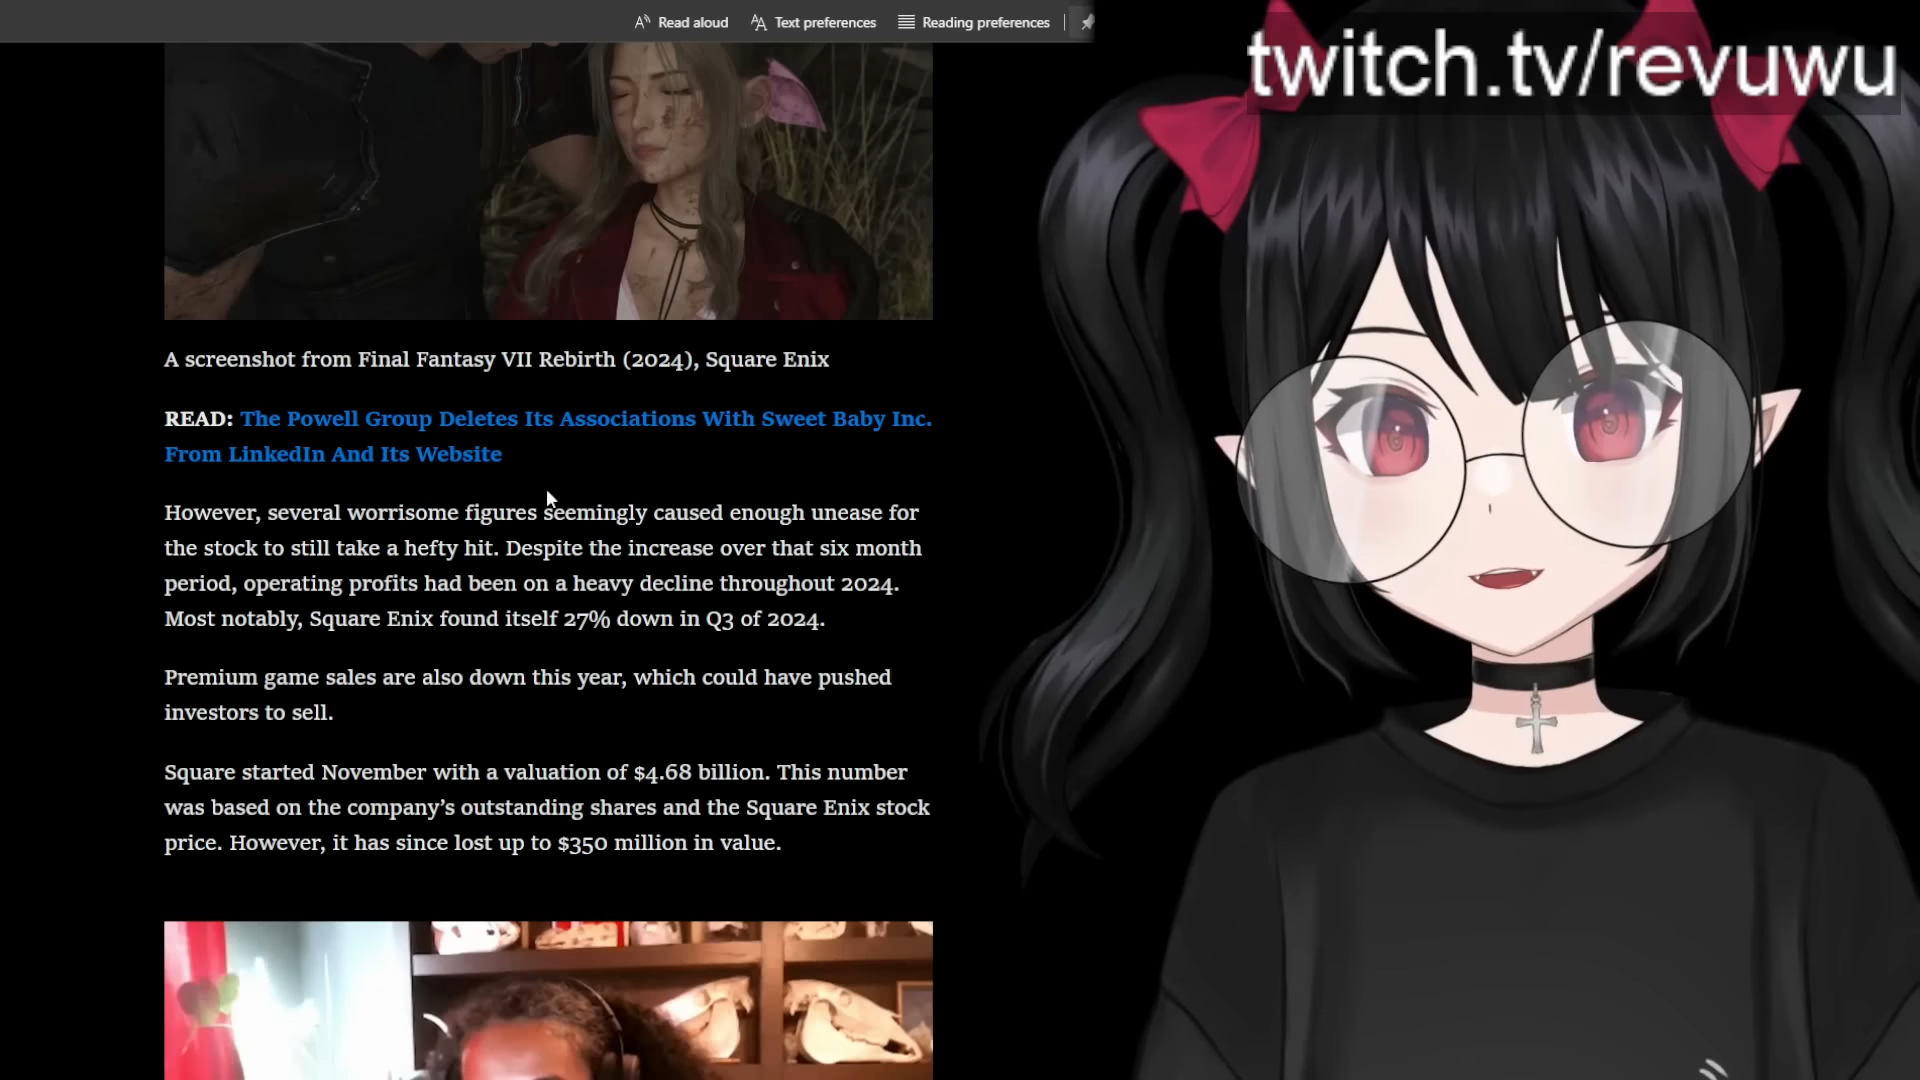 Read aloud
Text preferences
Reading preferences
twitch.tv/revuwu
A screenshot from Final Fantasy VII Rebirth (2024), Square Enix
READ: The Powell Group Deletes Its Associations With Sweet Baby Inc.
From LinkedIn And Its Website
However, several worrisome figures seemingly caused enough unease for
the stock to still take a hefty hit. Despite the increase over that six month
period, operating profits had been on a heavy decline throughout 2024.
Most notably, Square Enix found itself 27% down in Q3 of 2024.
Premium game sales are also down this year, which could have pushed
investors to sell.
Square started November with a valuation of $4.68 billion. This number
was based on the company’s outstanding shares and the Square Enix stock
price. However, it has since lost up to $350 million in value.